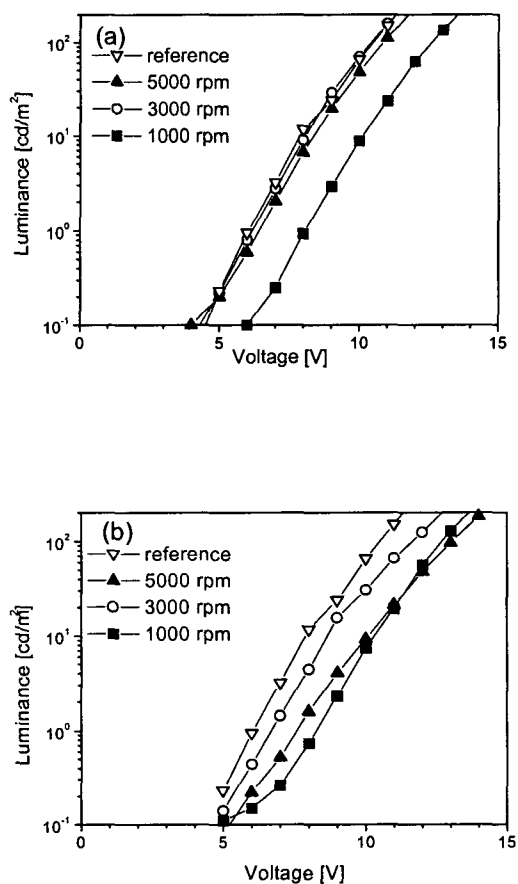 (a)
reference
5000 rpm
3000 rpm
1000 rpm
Luminance [cd/m²]
10²
10¹
10⁰
10⁻¹
0 5 10 15
Voltage [V]
(b)
reference
5000 rpm
3000 rpm
1000 rpm
Luminance [cd/m²]
10²
10¹
10⁰
10⁻¹
0 5 10 15
Voltage [V]